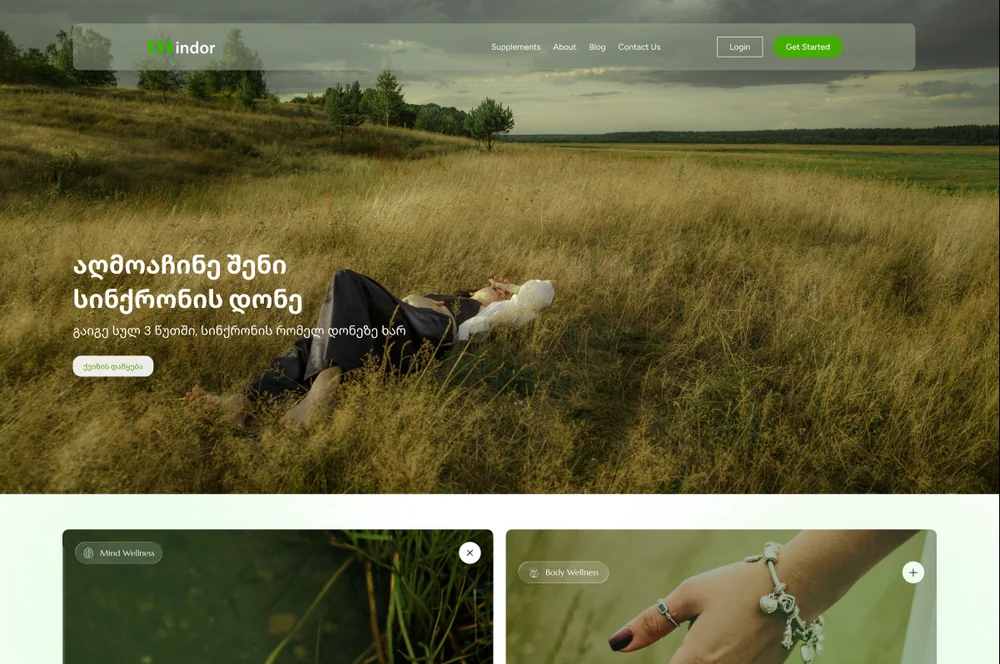 mindor
Supplements About Blog Contact Us
Login
Get Started
აღმოაჩინე შენი
სინქრონის დონე
გაიგე სულ 3 წუთში, სინქრონის რომელ დონეზე ხარ
ქვიზის დაწყება
Mind Wellness
Body Wellness